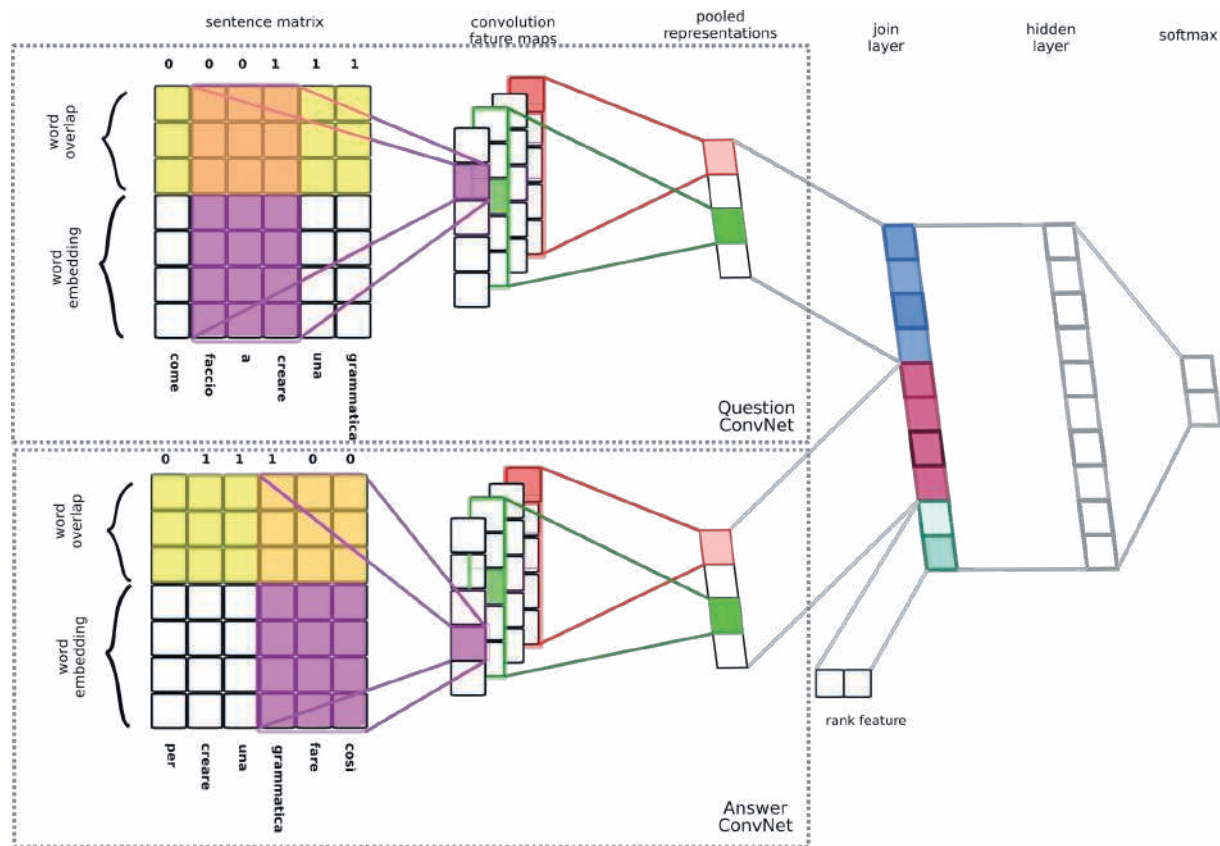 sentence matrix
convolution
fature maps
pooled
representations
join
layer
hidden
layer
softmax
0 0 0 1 1 1
word
overlap
word
embedding
come
faccio
a
creare
una
grammatica
Question
ConvNet
0 1 1 1 0 0
word
overlap
word
embedding
per
creare
una
grammatica
fare
così
rank feature
Answer
ConvNet